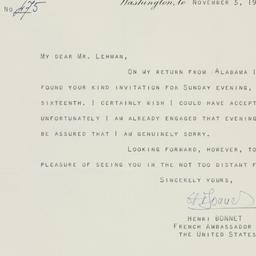 Washington, to November 5, 19
No 475
My dear Mr. Lehman,
On my return from Alabama I
found your kind invitation for Sunday evening,
sixteenth. I certainly wish I could have accept
unfortunately I am already engaged that evening
be assured that I am genuinely sorry.
Looking forward, however, to
pleasure of seeing you in the not too distant f
Sincerely yours,
Henri BONNET
French Ambassador
the United States